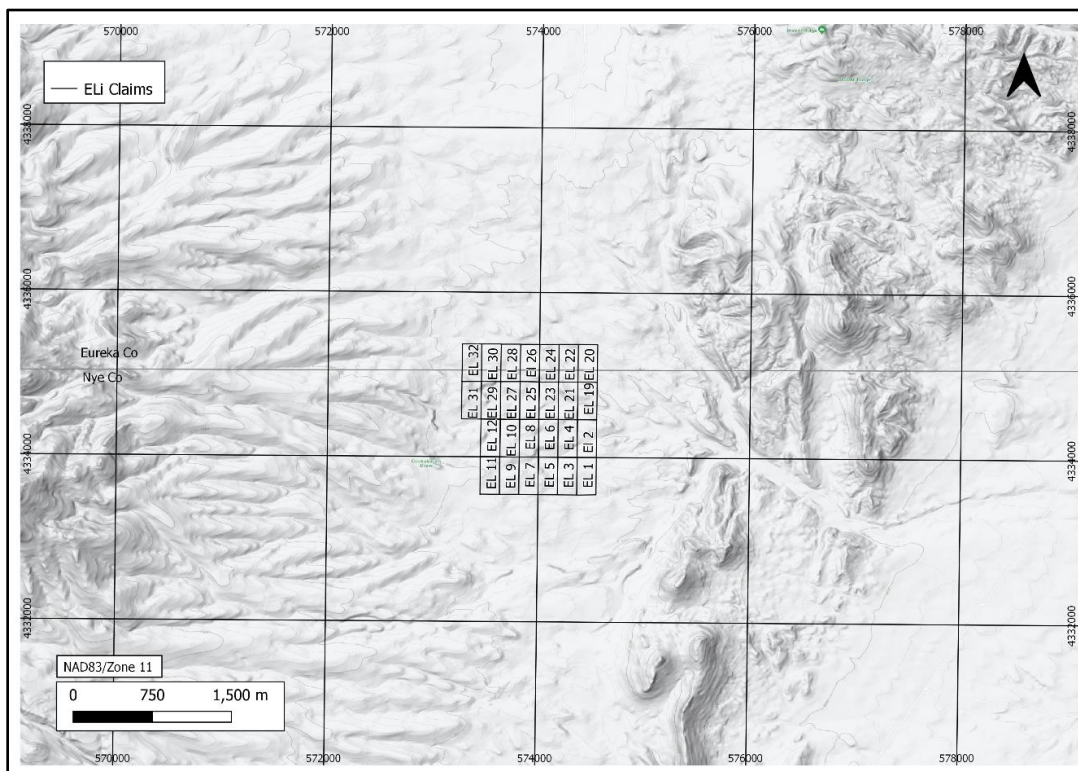 570000 572000 574000 576000 578000
ELi Claims
4338000 4338000
4336000 4336000
Eureka Co
Nye Co
EL 32 EL 30 EL 28 El 26 EL 24 EL 22 EL 20
EL 31 EL 29 EL 27 EL 25 EL 23 EL 21 EL 19
EL 12 EL 10 EL 8 EL 6 EL 4 El 2
4334000 4334000
EL 11 EL 9 EL 7 EL 5 EL 3 EL 1
4332000 4332000
NAD83/Zone 11
0 750 1,500 m
570000 572000 574000 576000 578000